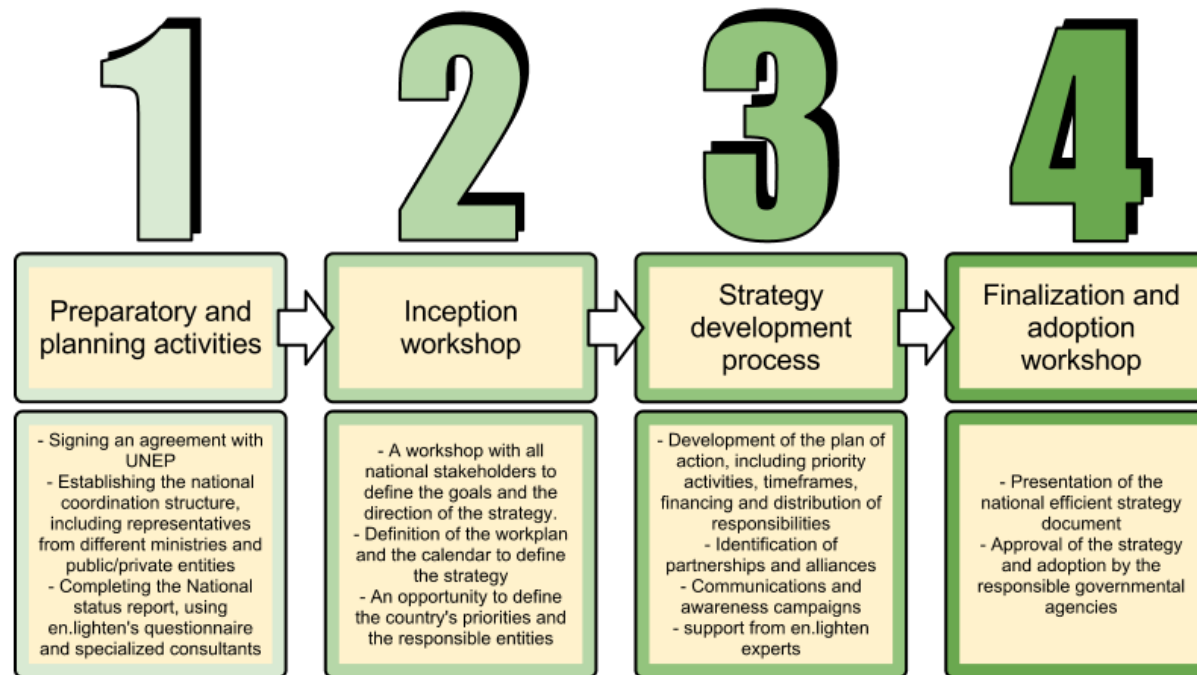 1
2
3
4
Preparatory and
planning activities
Inception
workshop
Strategy
development
process
Finalization and
adoption
workshop
- Signing an agreement with
UNEP
- Establishing the national
coordination structure,
including representatives
from different ministries and
public/private entities
- Completing the National
status report, using
en.lighten's questionnaire
and specialized consultants
- A workshop with all
national stakeholders to
define the goals and the
direction of the strategy.
- Definition of the workplan
and the calendar to define
the strategy
- An opportunity to define
the country's priorities and
the responsible entities
- Development of the plan of
action, including priority
activities, timeframes,
financing and distribution of
responsibilities
- Identification of
partnerships and alliances
- Communications and
awareness campaigns
- support from en.lighten
experts
- Presentation of the
national efficient strategy
document
- Approval of the strategy
and adoption by the
responsible governmental
agencies